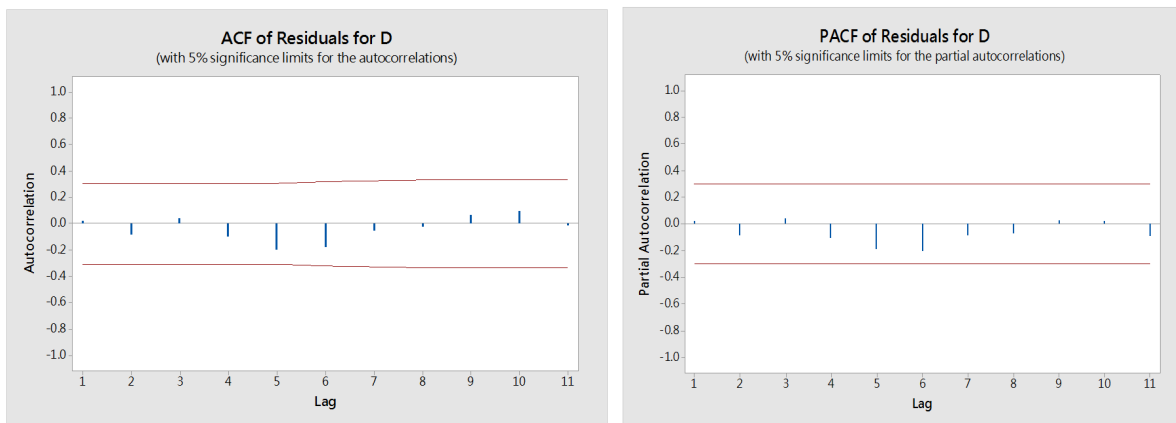 ACF of Residuals for D
(with 5% significance limits for the autocorrelations)
Autocorrelation
1.0
0.8
0.6
0.4
0.2
0.0
-0.2
-0.4
-0.6
-0.8
-1.0
1 2 3 4 5 6 7 8 9 10 11
Lag
PACF of Residuals for D
(with 5% significance limits for the partial autocorrelations)
Partial Autocorrelation
1.0
0.8
0.6
0.4
0.2
0.0
-0.2
-0.4
-0.6
-0.8
-1.0
1 2 3 4 5 6 7 8 9 10 11
Lag